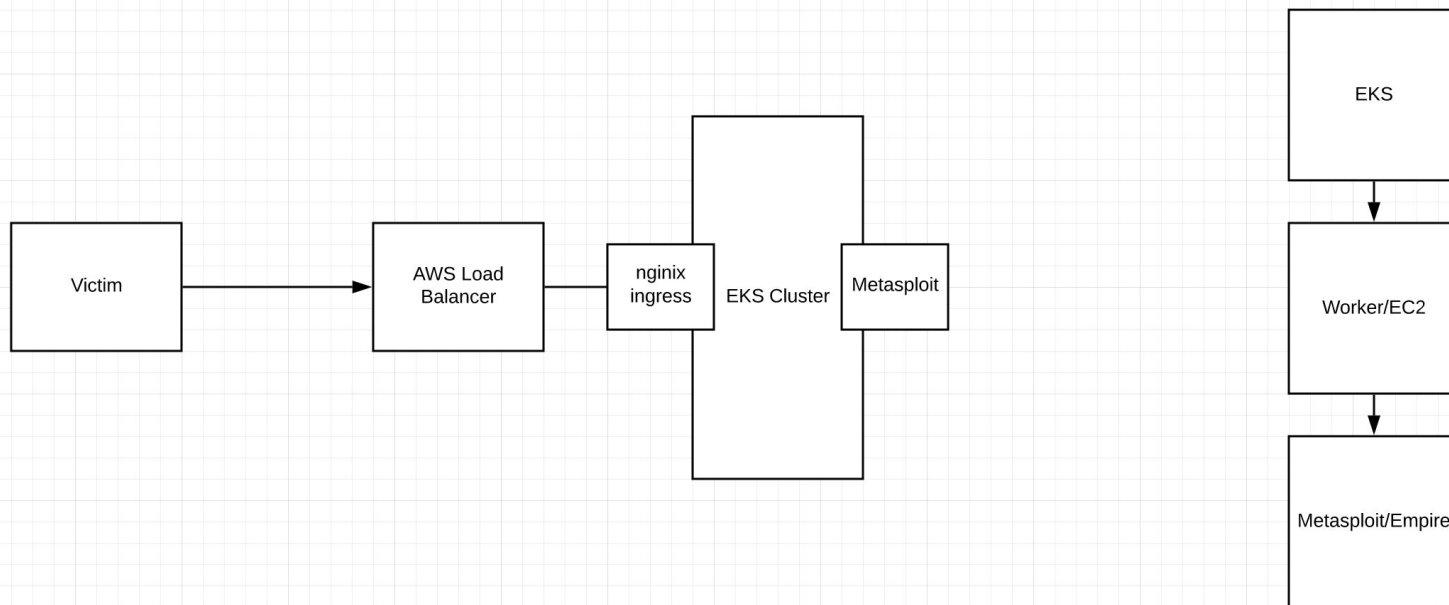 Victim
AWS Load
Balancer
nginix
ingress
EKS Cluster
Metasploit
EKS
Worker/EC2
Metasploit/Empire